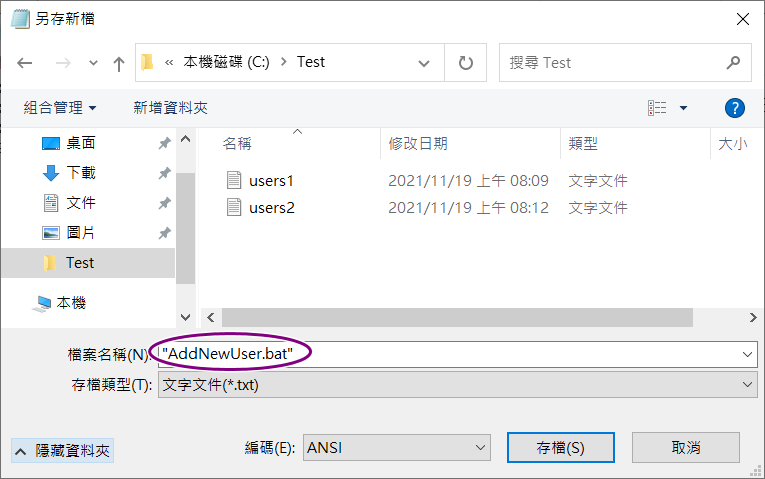 另存新檔
« 本機磁碟 (C:) > Test
搜尋 Test
組合管理
新增資料夾
桌面
下載
文件
圖片
Test
本機
名稱 修改日期 類型 大小
users1 2021/11/19 上午 08:09 文字文件
users2 2021/11/19 上午 08:12 文字文件
檔案名稱(N): "AddNewUser.bat"
存檔類型(T): 文字文件(*.txt)
隱藏資料夾
編碼(E): ANSI
存檔(S)
取消